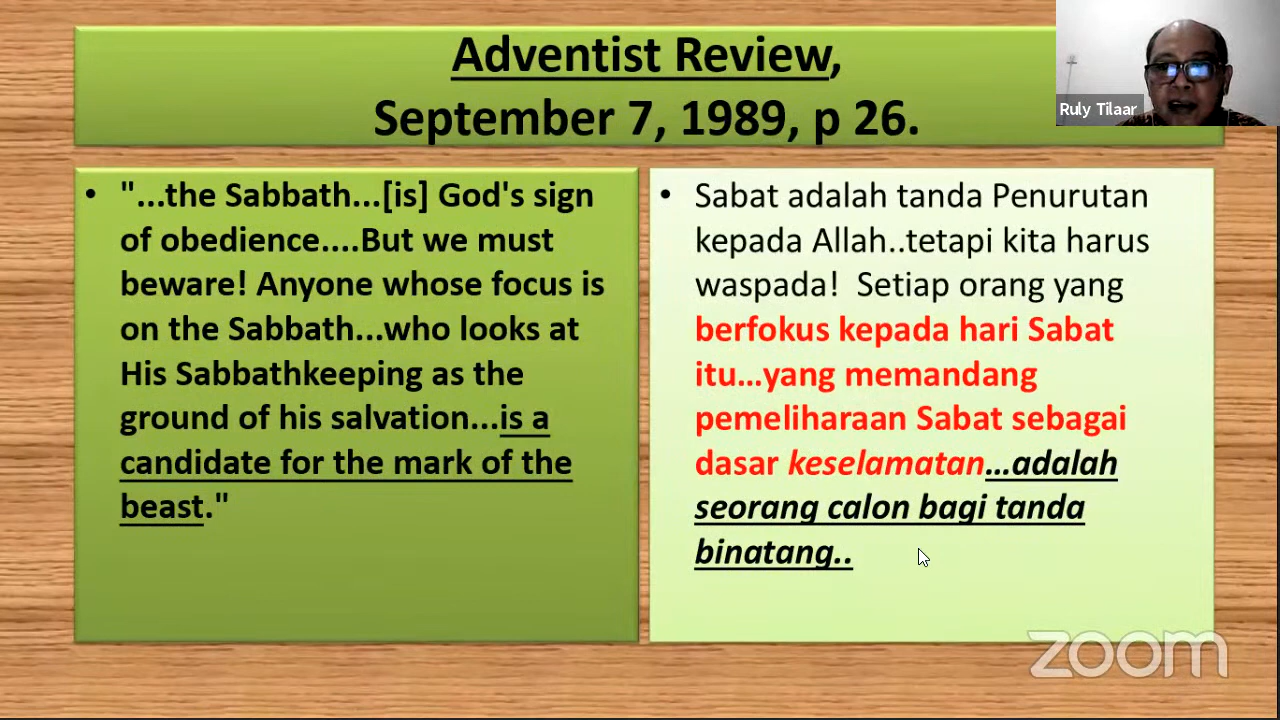 Adventist Review,
September 7, 1989, p 26.
Ruly Tilaar
• "...the Sabbath...[is] God's sign
of obedience....But we must
beware! Anyone whose focus is
on the Sabbath...who looks at
His Sabbathkeeping as the
ground of his salvation...is a
candidate for the mark of the
beast."
• Sabat adalah tanda Penurutan
kepada Allah..tetapi kita harus
waspada!  Setiap orang yang
berfokus kepada hari Sabat
itu...yang memandang
pemeliharaan Sabat sebagai
dasar keselamatan...adalah
seorang calon bagi tanda
binatang..
zoom